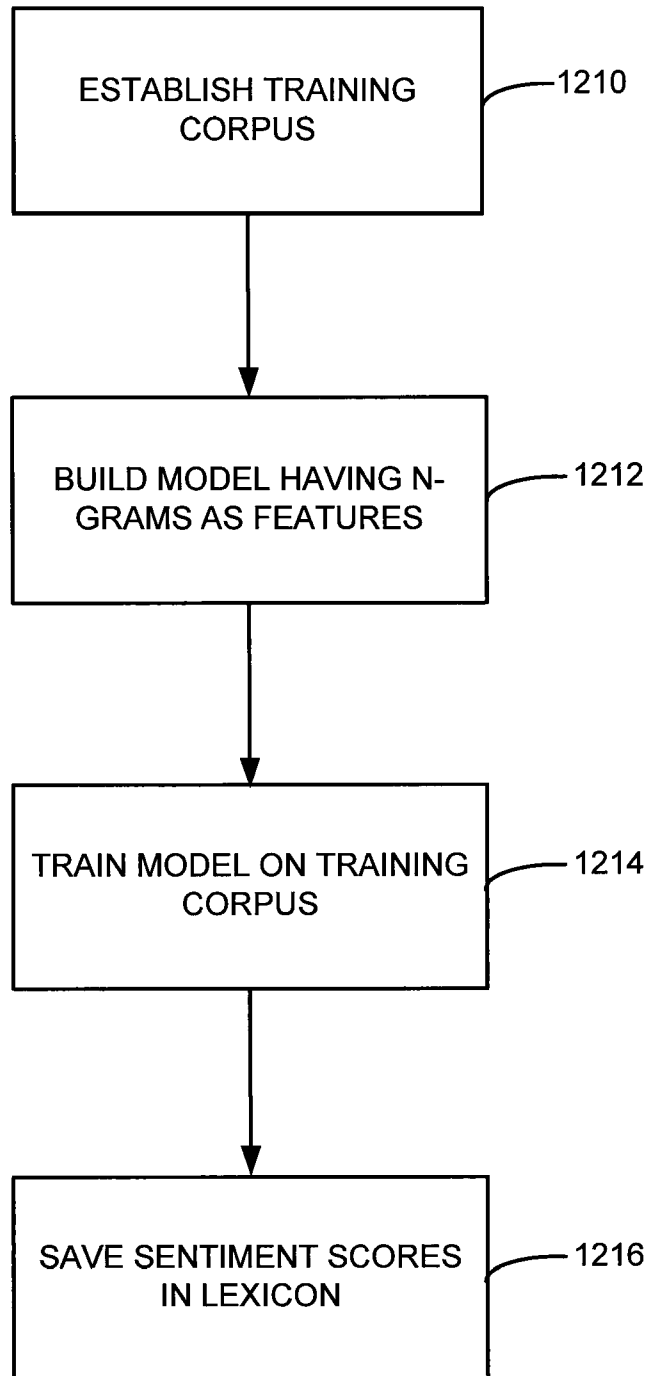 ESTABLISH TRAINING
CORPUS
1210
BUILD MODEL HAVING N-
GRAMS AS FEATURES
1212
TRAIN MODEL ON TRAINING
CORPUS
1214
SAVE SENTIMENT SCORES
IN LEXICON
1216